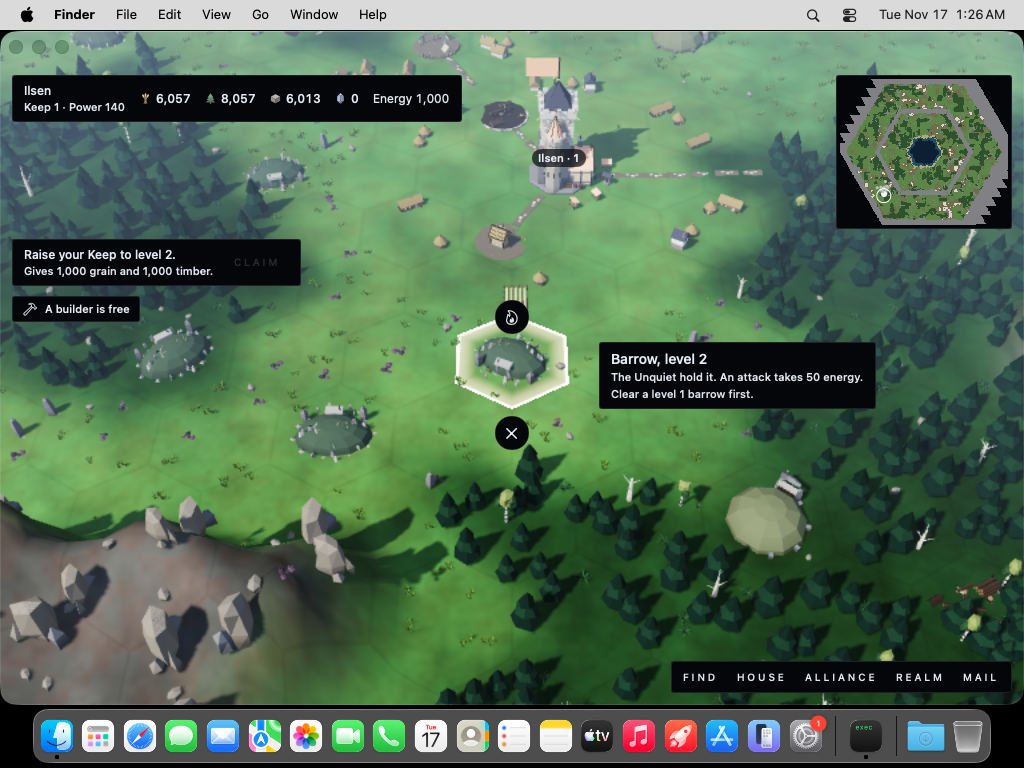 Finder File Edit View Go Window Help Tue Nov 17 1:26 AM
Ilsen
Keep 1 · Power 140
6,057 8,057 6,013 0 Energy 1,000
Ilsen · 1
Raise your Keep to level 2.
Gives 1,000 grain and 1,000 timber.
CLAIM
A builder is free
Barrow, level 2
The Unquiet hold it. An attack takes 50 energy.
Clear a level 1 barrow first.
FIND HOUSE ALLIANCE REALM MAIL
Tue
17
tv
1
exec